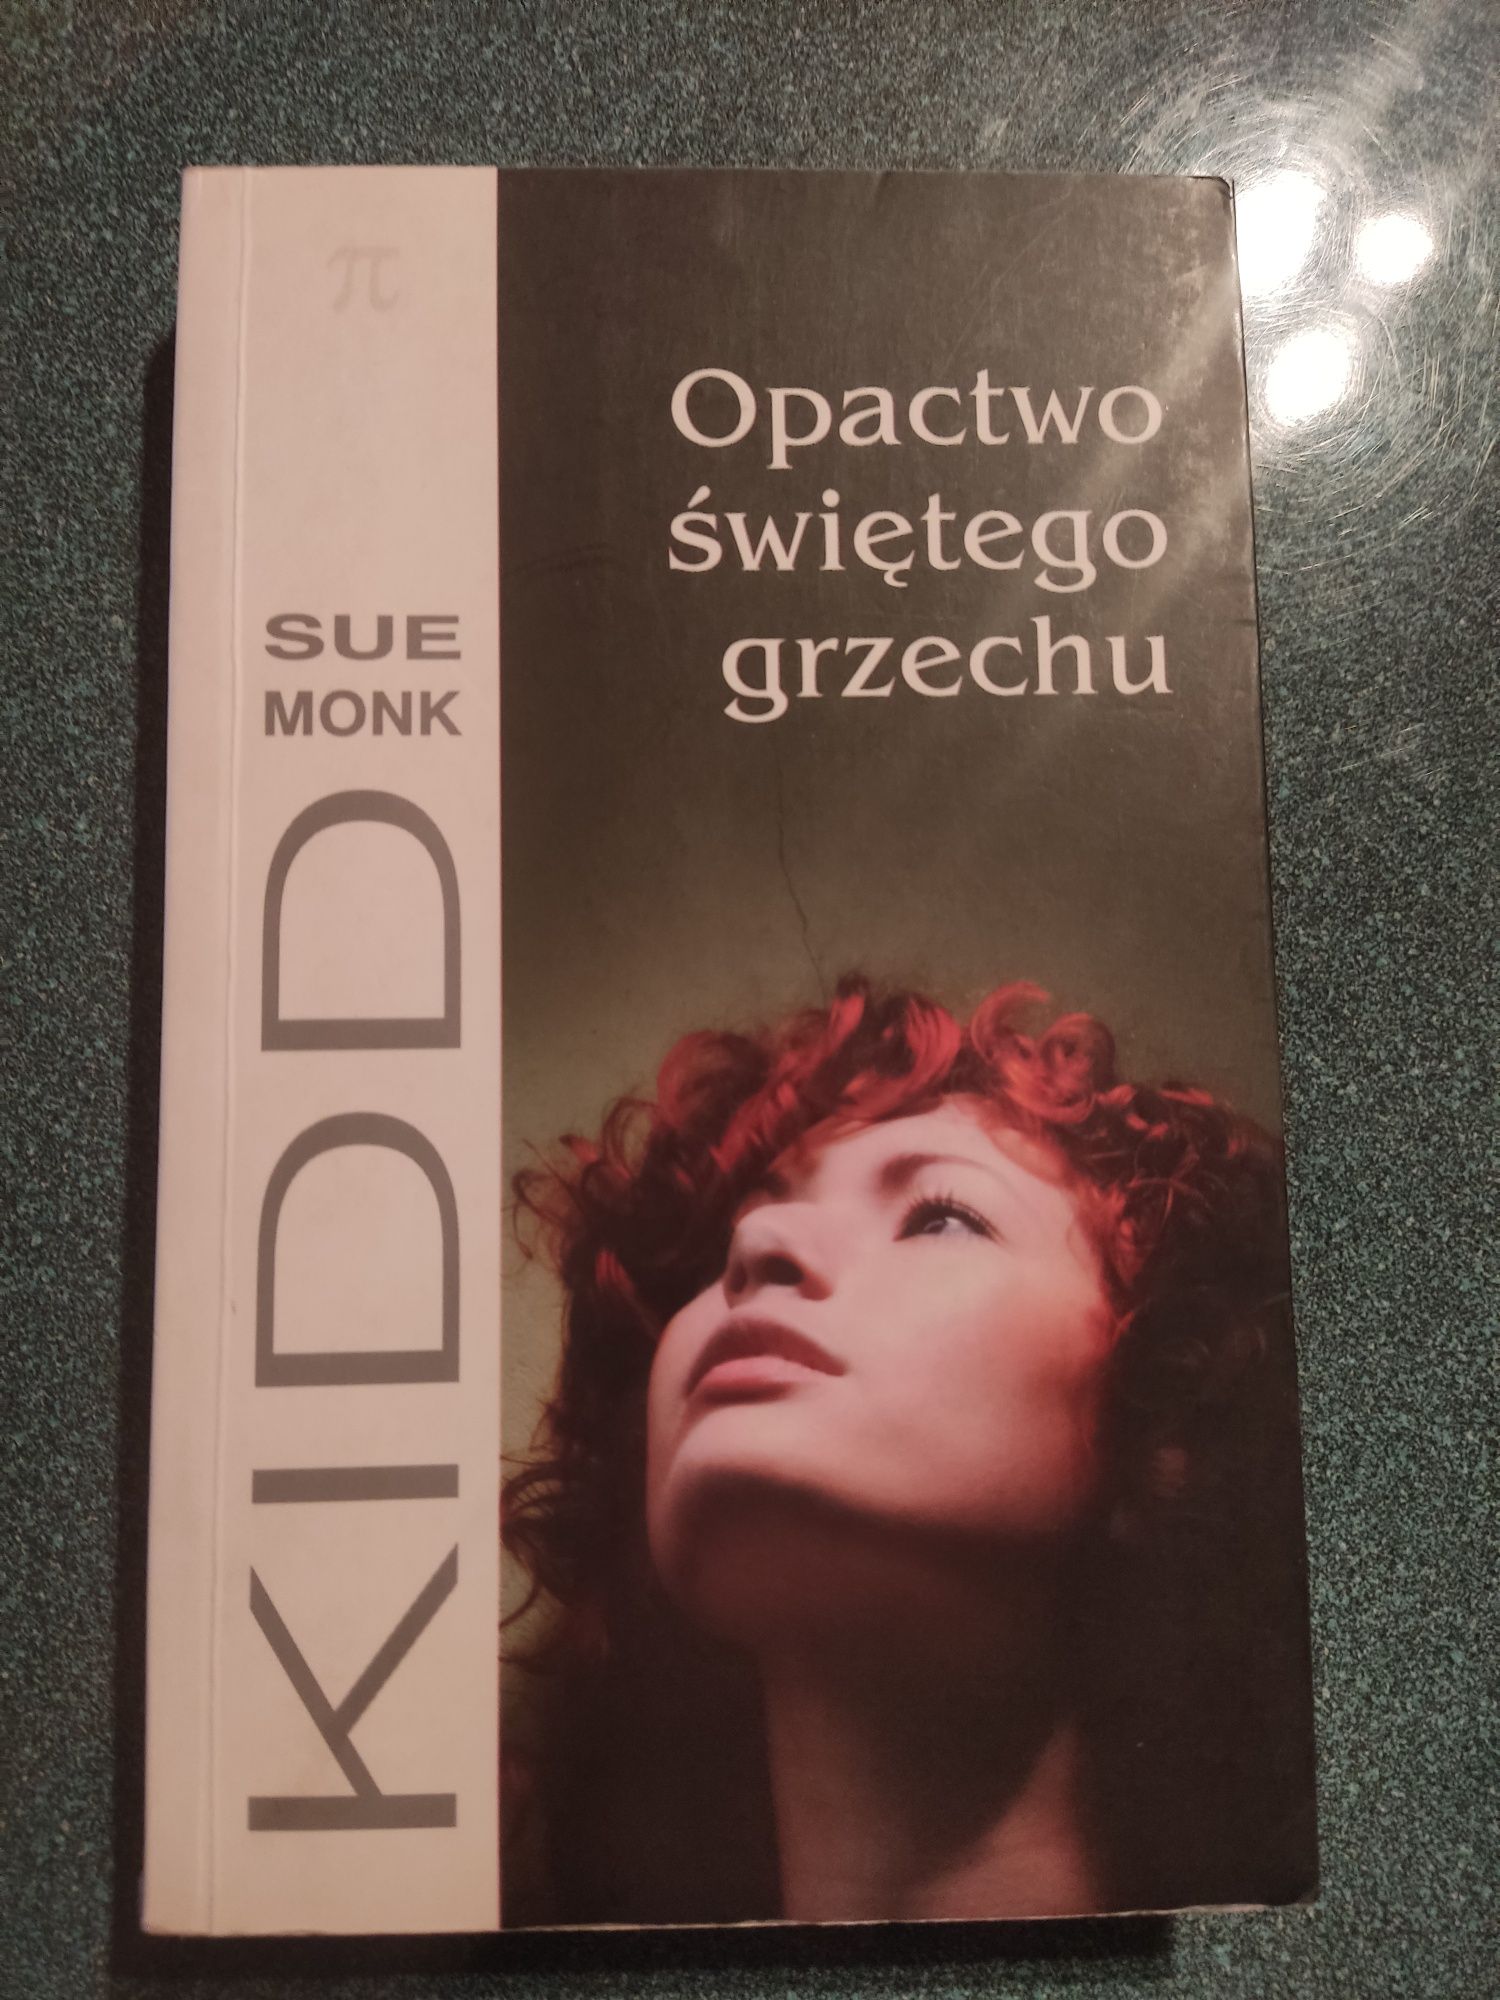 π
SUE
MONK
KIDD
Opactwo
świętego
grzechu